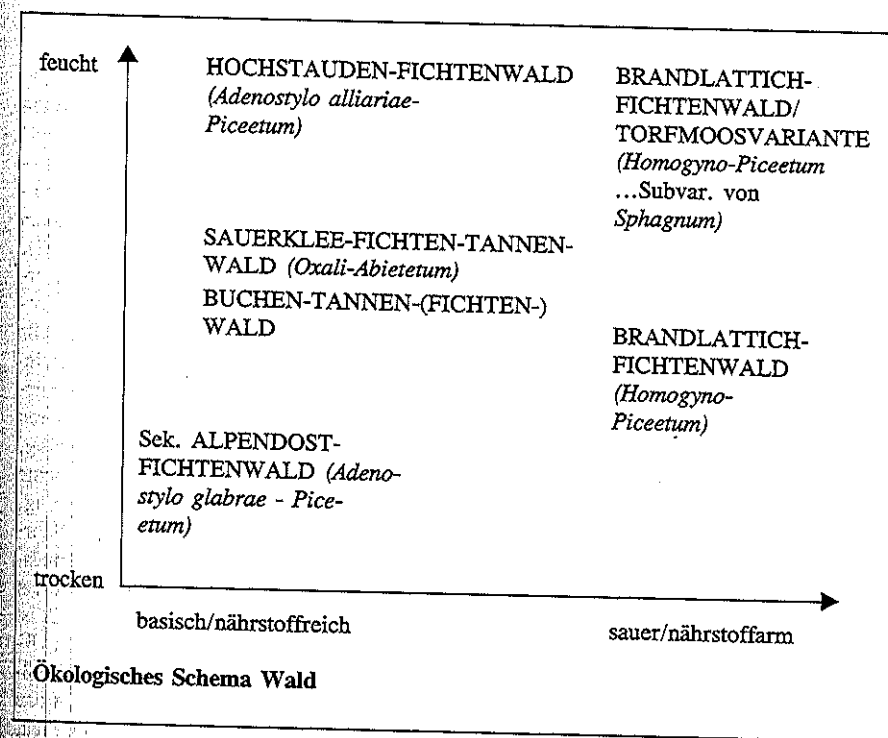 feucht
HOCHSTAUDEN-FICHTENWALD
(Adenostylo alliariae-
Piceetum)
BRANDLATTICH-
FICHTENWALD/
TORFMOOSVARIANTE
(Homogyno-Piceetum
...Subvar. von
Sphagnum)
SAUERKLEE-FICHTEN-TANNEN-
WALD (Oxali-Abietetum)
BUCHEN-TANNEN-(FICHTEN-)
WALD
BRANDLATTICH-
FICHTENWALD
(Homogyno-
Piceetum)
Sek. ALPENDOST-
FICHTENWALD (Adeno-
stylo glabrae - Pice-
etum)
trocken
basisch/nährstoffreich
sauer/nährstoffarm
Ökologisches Schema Wald